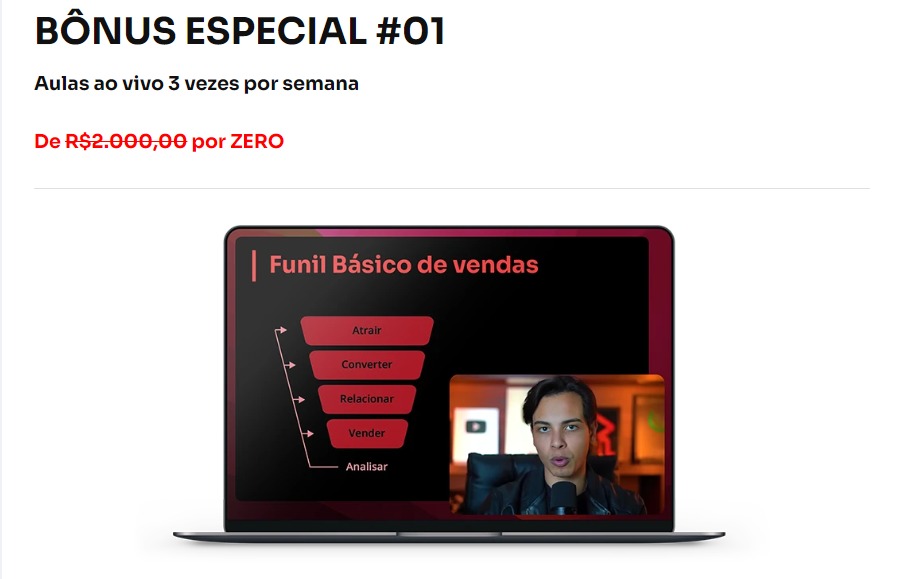 BÔNUS ESPECIAL #01
Aulas ao vivo 3 vezes por semana
De R$2.000,00 por ZERO
Funil Básico de vendas
Atrair
Converter
Relacionar
Vender
Analisar